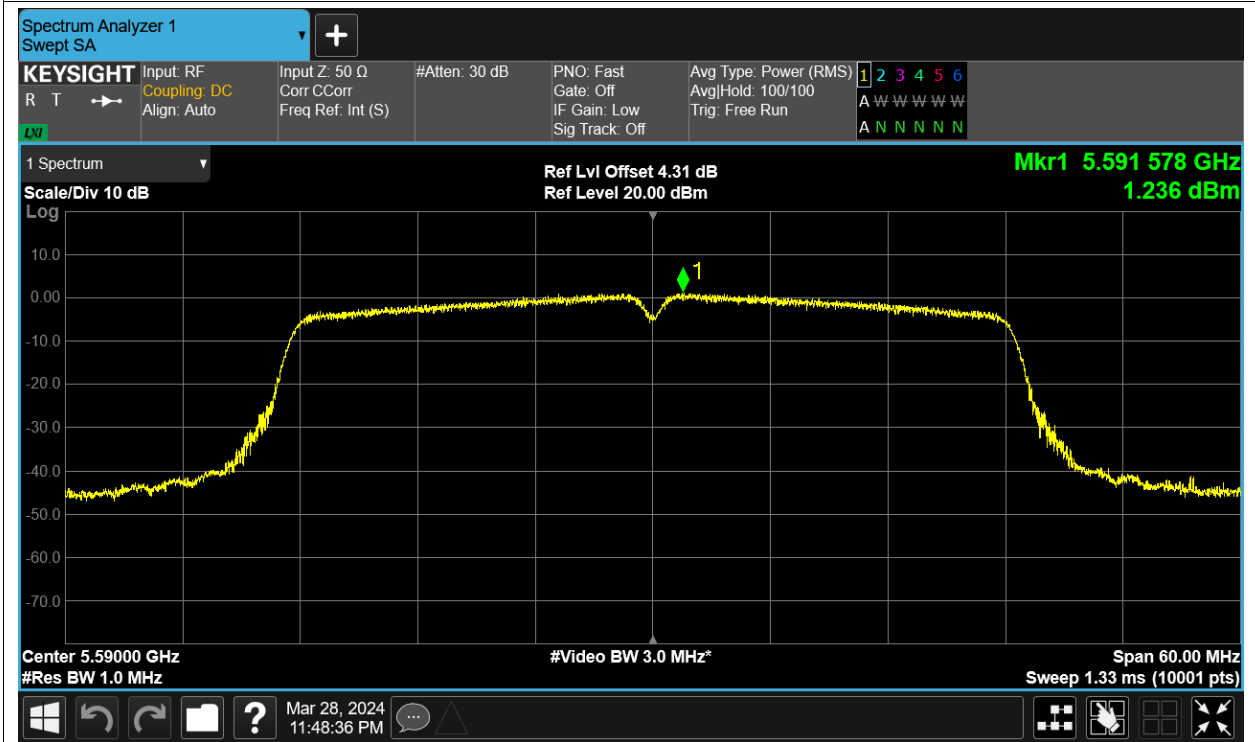 Spectrum Analyzer 1
Swept SA
KEYSIGHT
R T
LXI
Input: RF
Coupling: DC
Align: Auto
Input Z: 50 Ω
Corr CCorr
Freq Ref: Int (S)
#Atten: 30 dB
PNO: Fast
Gate: Off
IF Gain: Low
Sig Track: Off
Avg Type: Power (RMS)
Avg|Hold: 100/100
Trig: Free Run
1 2 3 4 5 6
A W W W W W
A N N N N N
1 Spectrum
Scale/Div 10 dB
Log
Ref Lvl Offset 4.31 dB
Ref Level 20.00 dBm
Mkr1 5.591 578 GHz
1.236 dBm
10.0
0.00
-10.0
-20.0
-30.0
-40.0
-50.0
-60.0
-70.0
1
Center 5.59000 GHz
#Res BW 1.0 MHz
#Video BW 3.0 MHz*
Span 60.00 MHz
Sweep 1.33 ms (10001 pts)
?
Mar 28, 2024
11:48:36 PM